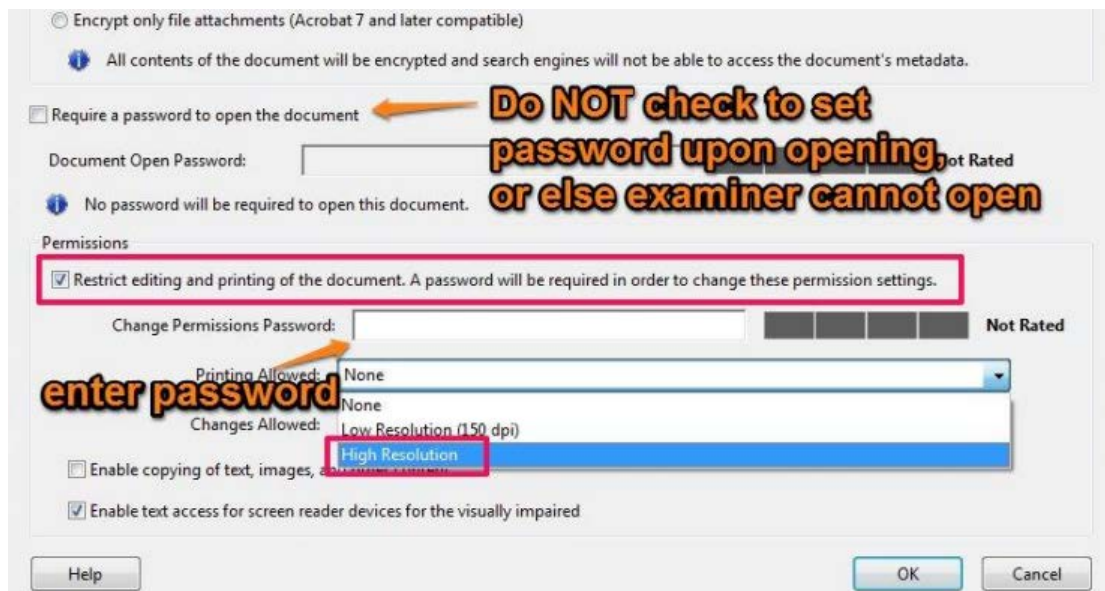 Encrypt only file attachments (Acrobat 7 and later compatible)
All contents of the document will be encrypted and search engines will not be able to access the document's metadata.
Require a password to open the document
Do NOT check to set
password upon opening,
or else examiner cannot open
Document Open Password:
Not Rated
No password will be required to open this document.
Permissions
Restrict editing and printing of the document. A password will be required in order to change these permission settings.
Change Permissions Password:
Not Rated
enter password
Printing Allowed: None
None
Changes Allowed:
Low Resolution (150 dpi)
High Resolution
Enable copying of text, images, and other content
Enable text access for screen reader devices for the visually impaired
Help
OK
Cancel